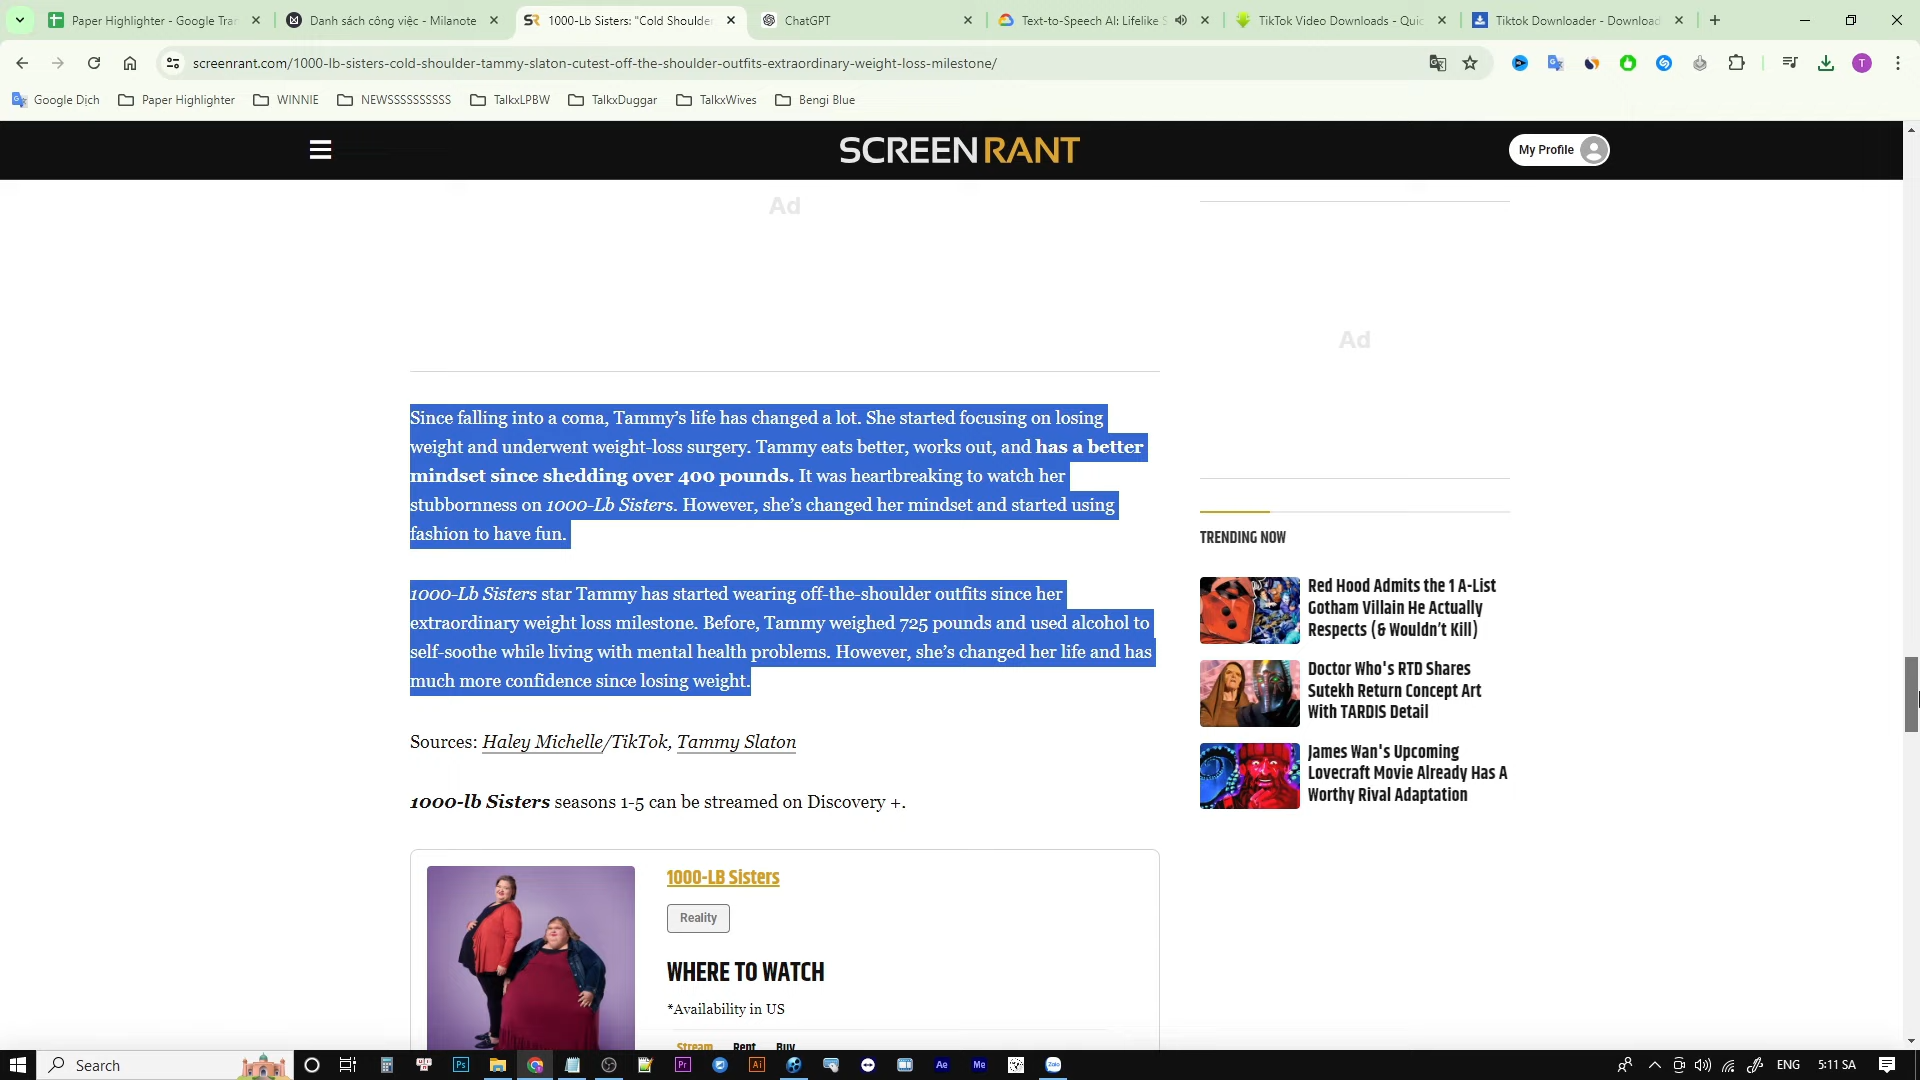 Paper Highlighter - Google Tra
Danh sách công việc - Milanote
1000-Lb Sisters: "Cold Shoulder
ChatGPT
Text-to-Speech AI: Lifelike S
TikTok Video Downloads - Quic
Tiktok Downloader - Download
screenrant.com/1000-lb-sisters-cold-shoulder-tammy-slaton-cutest-off-the-shoulder-outfits-extraordinary-weight-loss-milestone/
T
Google Dịch
Paper Highlighter
WINNIE
NEWSSSSSSSSSS
TalkxLPBW
TalkxDuggar
TalkxWives
Bengi Blue
SCREENRANT
My Profile
Ad
Ad
Since falling into a coma, Tammy’s life has changed a lot. She started focusing on losing
weight and underwent weight-loss surgery. Tammy eats better, works out, and has a better
mindset since shedding over 400 pounds. It was heartbreaking to watch her
stubbornness on 1000-Lb Sisters. However, she’s changed her mindset and started using
fashion to have fun.
1000-Lb Sisters star Tammy has started wearing off-the-shoulder outfits since her
extraordinary weight loss milestone. Before, Tammy weighed 725 pounds and used alcohol to
self-soothe while living with mental health problems. However, she’s changed her life and has
much more confidence since losing weight.
Sources: Haley Michelle/TikTok, Tammy Slaton
1000-lb Sisters seasons 1-5 can be streamed on Discovery +.
1000-LB Sisters
Reality
WHERE TO WATCH
*Availability in US
Stream Rent Buy
TRENDING NOW
Red Hood Admits the 1 A-List
Gotham Villain He Actually
Respects (& Wouldn’t Kill)
Doctor Who's RTD Shares
Sutekh Return Concept Art
With TARDIS Detail
James Wan's Upcoming
Lovecraft Movie Already Has A
Worthy Rival Adaptation
Search
Ps
Pr
Ai
Ae
Me
Zalo
ENG
5:11 SA